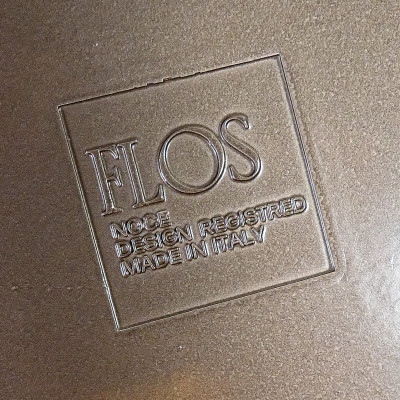 FLOS
NOCE
DESIGN REGISTRED
MADE IN ITALY